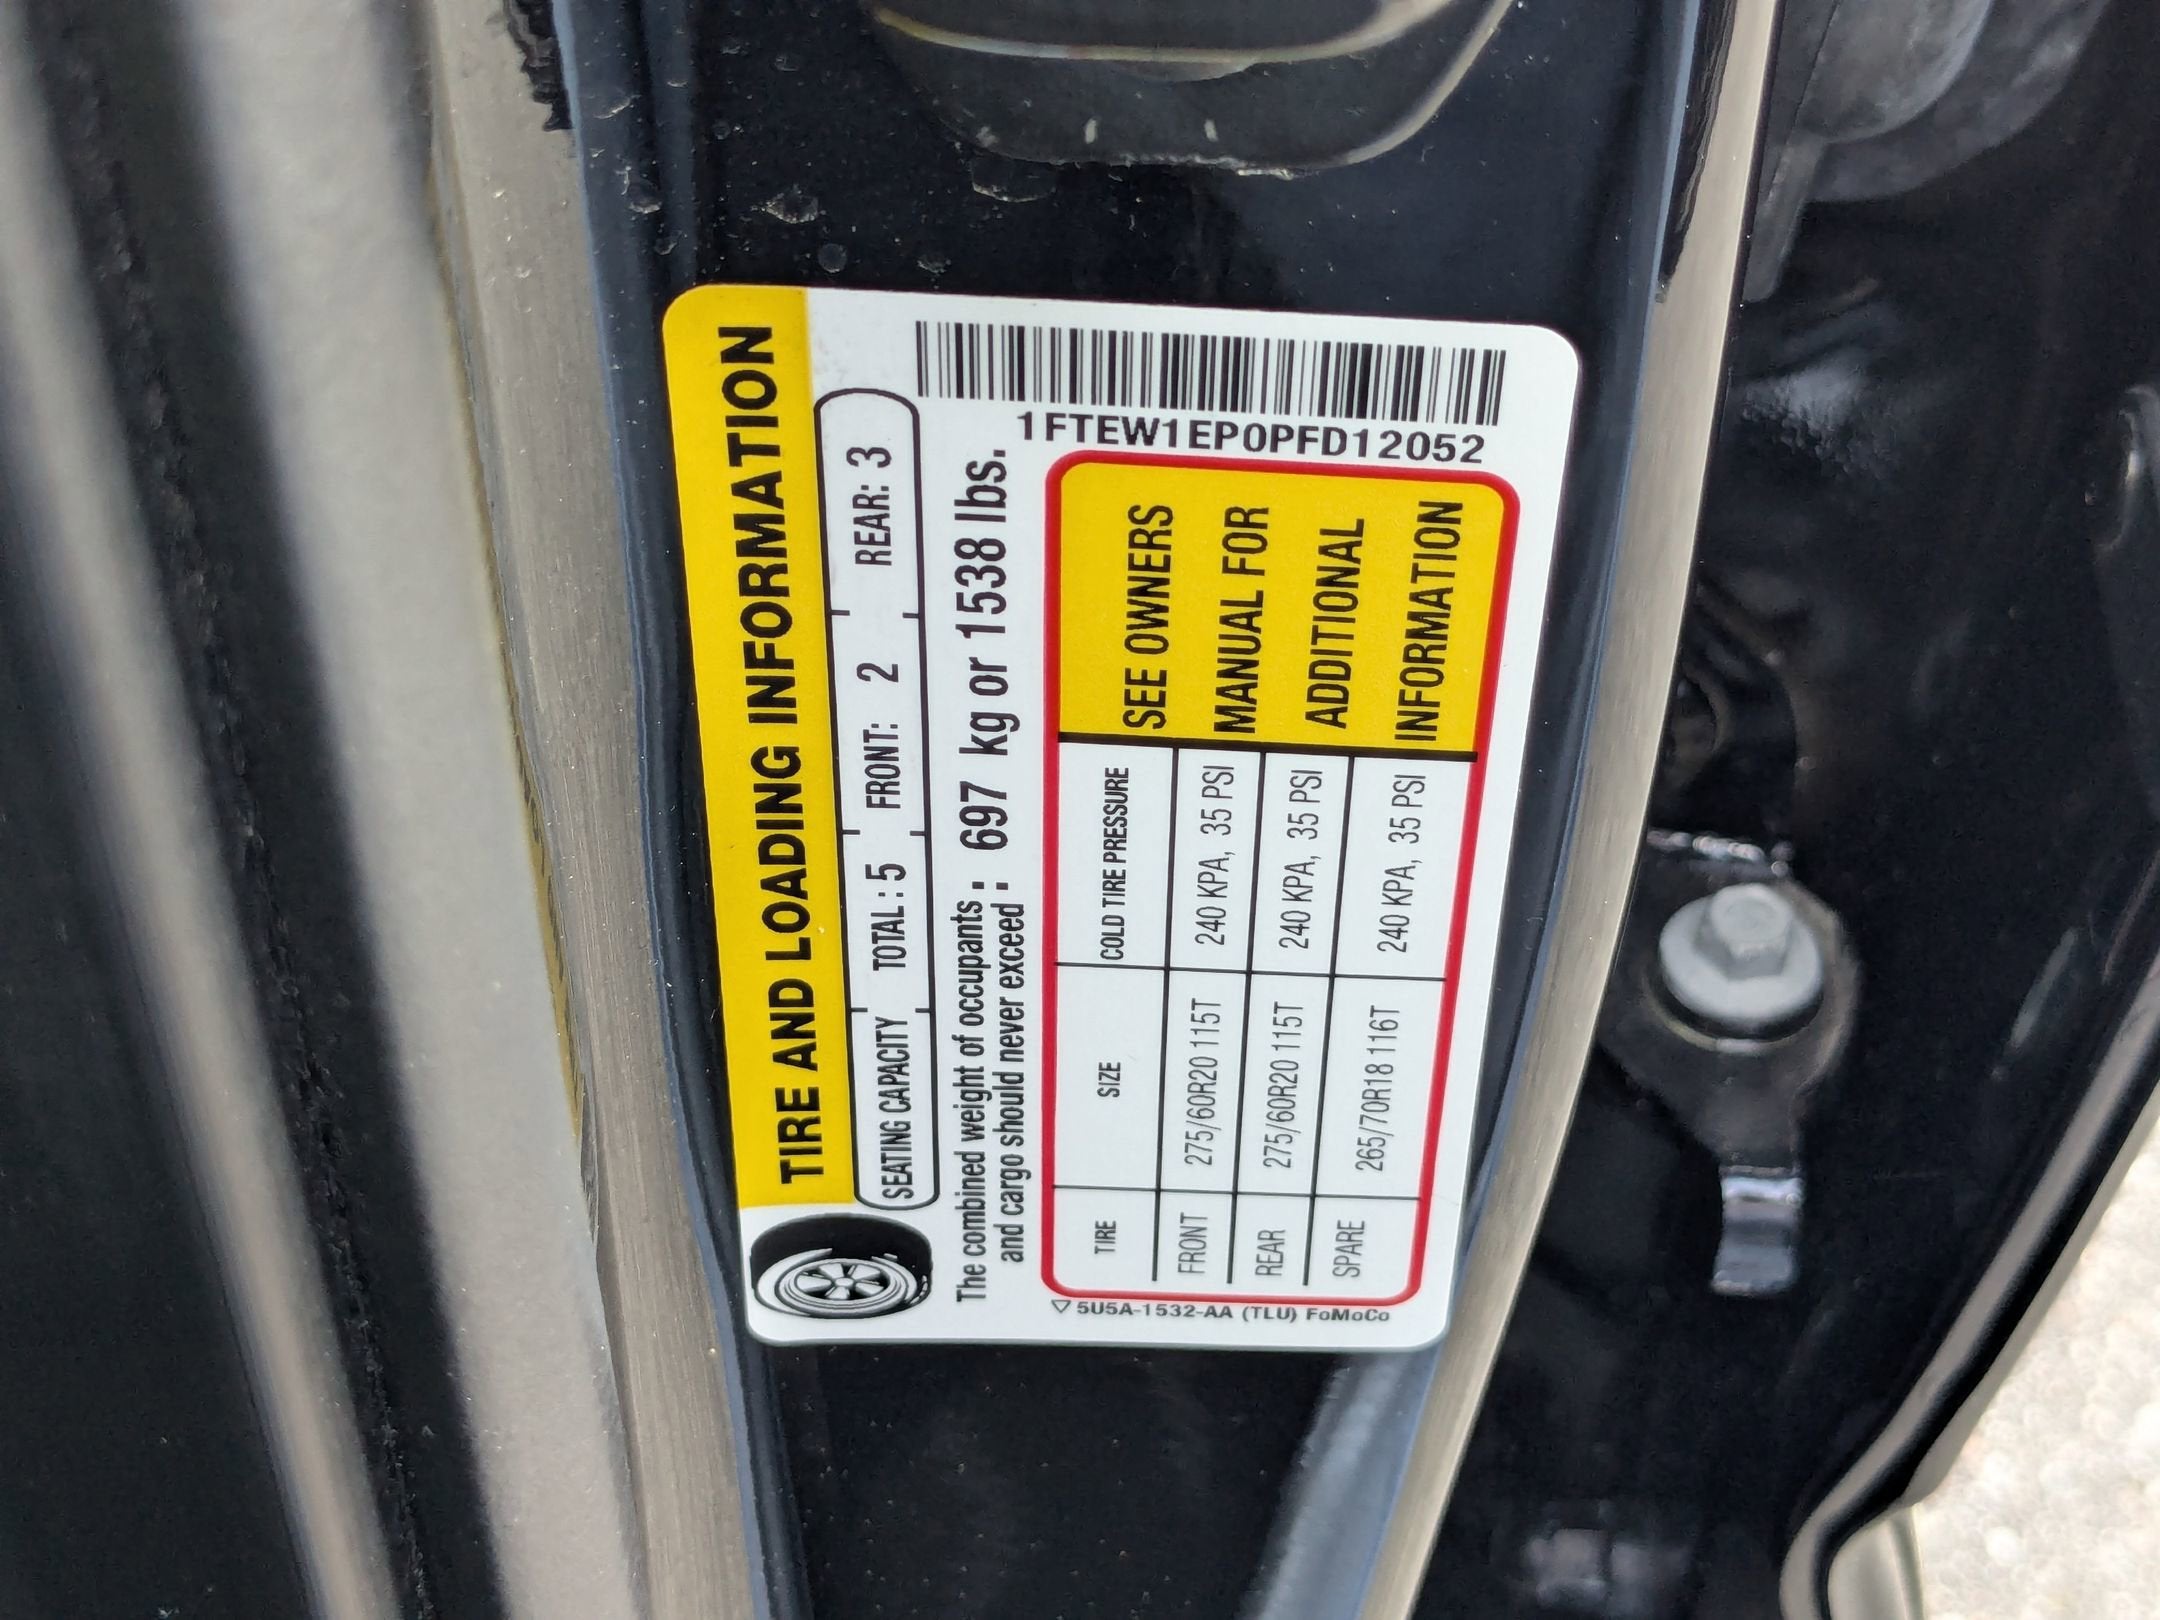 TIRE AND LOADING INFORMATION
SEATING CAPACITY TOTAL : 5 FRONT: 2 REAR: 3
The combined weight of occupants : 697 kg or 1538 lbs.
and cargo should never exceed :
1FTEW1EP0PFD12052
TIRE SIZE COLD TIRE PRESSURE
FRONT 275/60R20 115T 240 KPA, 35 PSI
REAR 275/60R20 115T 240 KPA, 35 PSI
SPARE 265/70R18 116T 240 KPA, 35 PSI
SEE OWNERS
MANUAL FOR
ADDITIONAL
INFORMATION
5U5A-1532-AA (TLU) FoMoCo